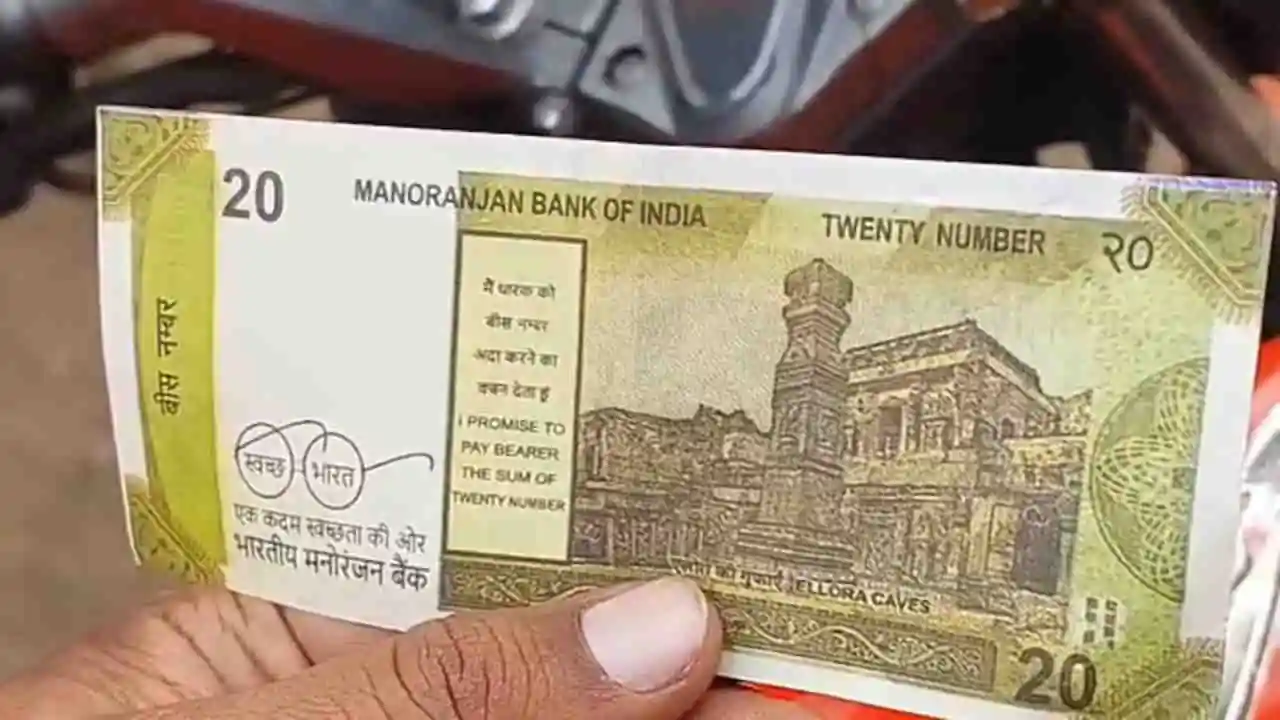 20
MANORANJAN BANK OF INDIA
TWENTY NUMBER
२०
बीस नम्बर
मैं धारक को
बीस नम्बर
अदा करने का
वचन देता हूं
I PROMISE TO
PAY BEARER
THE SUM OF
TWENTY NUMBER
स्वच्छ भारत
एक कदम स्वच्छता की ओर
भारतीय मनोरंजन बैंक
की गुफाएँ ELLORA CAVES
20